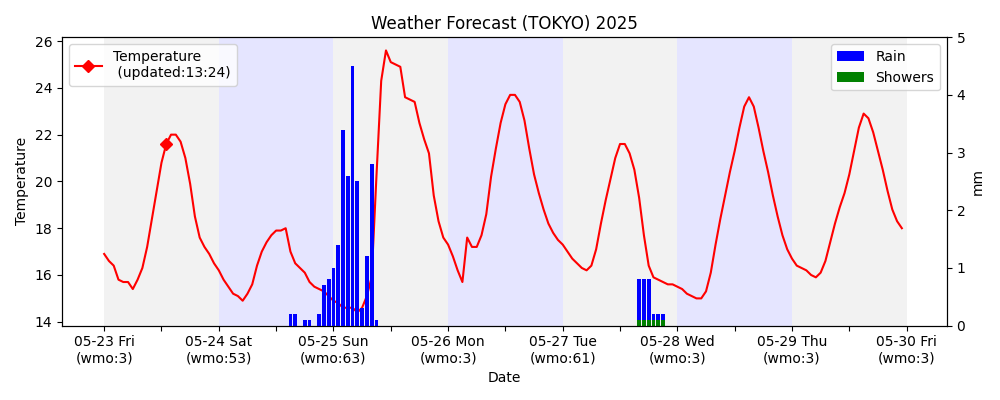 Weather Forecast (TOKYO) 2025
Temperature
(updated:13:24)
Rain
Showers
Temperature
26
24
22
20
18
16
14
5
4
3
2
1
0
mm
05-23 Fri
(wmo:3)
05-24 Sat
(wmo:53)
05-25 Sun
(wmo:63)
05-26 Mon
(wmo:3)
05-27 Tue
(wmo:61)
05-28 Wed
(wmo:3)
05-29 Thu
(wmo:3)
05-30 Fri
(wmo:3)
Date